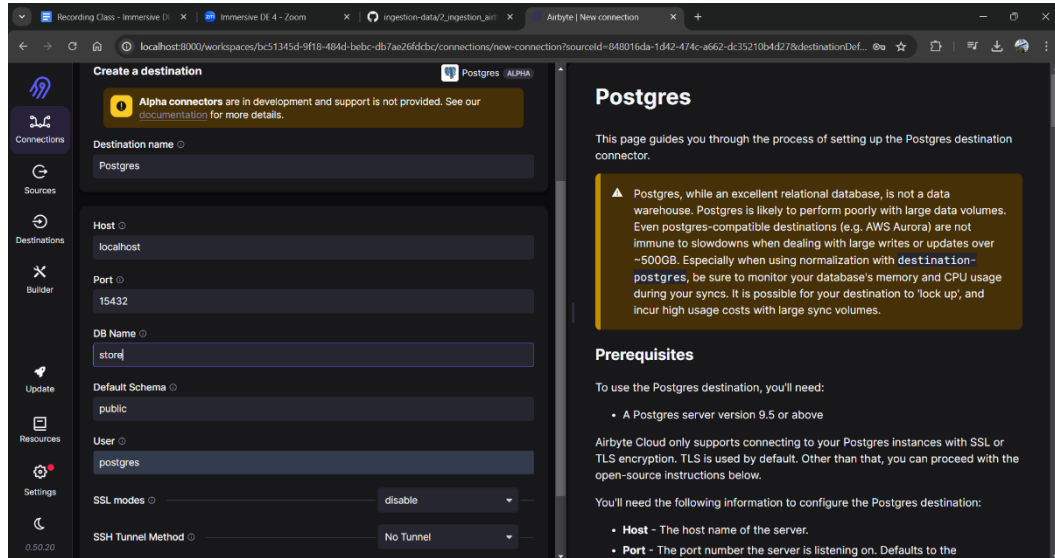 Recording Class - Immersive D
Immersive DE 4 - Zoom
ingestion-data/2_ingestion_airb
Airbyte | New connection
localhost:8000/workspaces/bc51345d-9f18-484d-bebc-db7ae26fdcbc/connections/new-connection?sourceId=848016da-1d42-474c-a662-dc35210b4d27&destinationDef...
Connections
Sources
Destinations
Builder
Update
Resources
Settings
0.50.20
Create a destination
Postgres ALPHA
Alpha connectors are in development and support is not provided. See our
documentation for more details.
Destination name
Postgres
Host
localhost
Port
15432
DB Name
store
Default Schema
public
User
postgres
SSL modes
disable
SSH Tunnel Method
No Tunnel
Postgres
This page guides you through the process of setting up the Postgres destination
connector.
Postgres, while an excellent relational database, is not a data
warehouse. Postgres is likely to perform poorly with large data volumes.
Even postgres-compatible destinations (e.g. AWS Aurora) are not
immune to slowdowns when dealing with large writes or updates over
~500GB. Especially when using normalization with destination-
postgres, be sure to monitor your database's memory and CPU usage
during your syncs. It is possible for your destination to 'lock up', and
incur high usage costs with large sync volumes.
Prerequisites
To use the Postgres destination, you'll need:
• A Postgres server version 9.5 or above
Airbyte Cloud only supports connecting to your Postgres instances with SSL or
TLS encryption. TLS is used by default. Other than that, you can proceed with the
open-source instructions below.
You'll need the following information to configure the Postgres destination:
• Host - The host name of the server.
• Port - The port number the server is listening on. Defaults to the